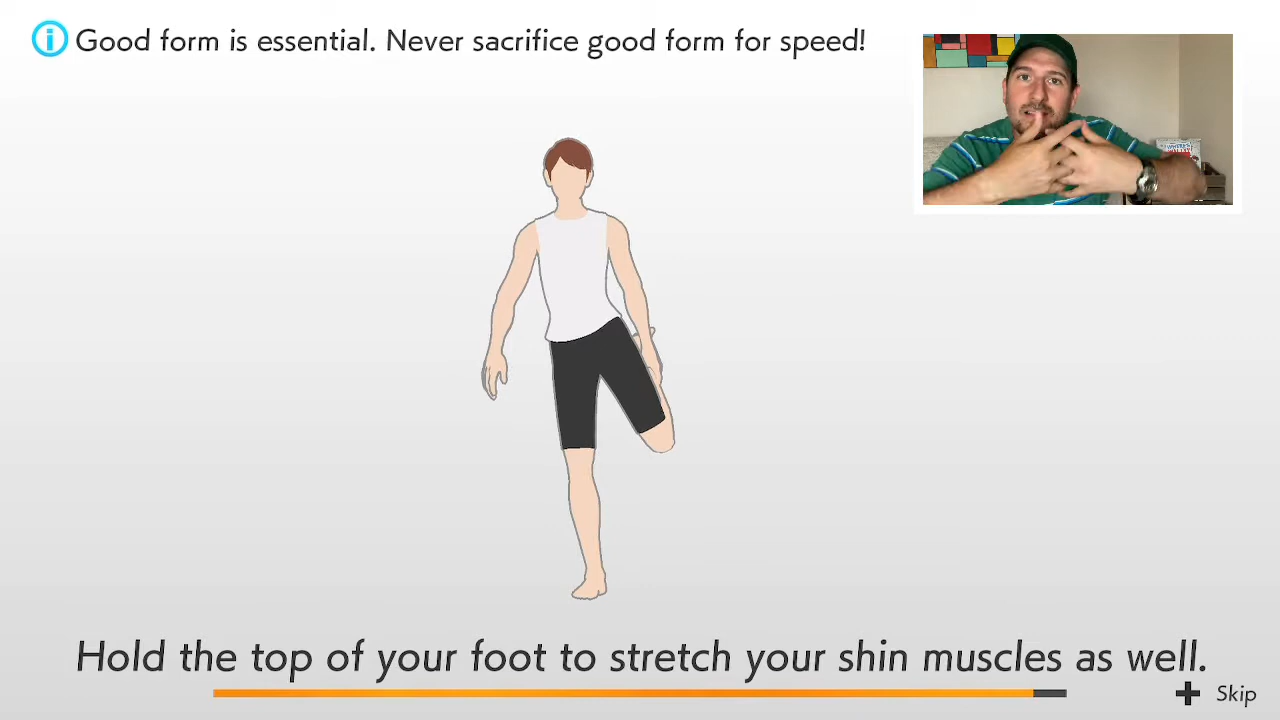 Good form is essential. Never sacrifice good form for speed!
Hold the top of your foot to stretch your shin muscles as well.
Skip